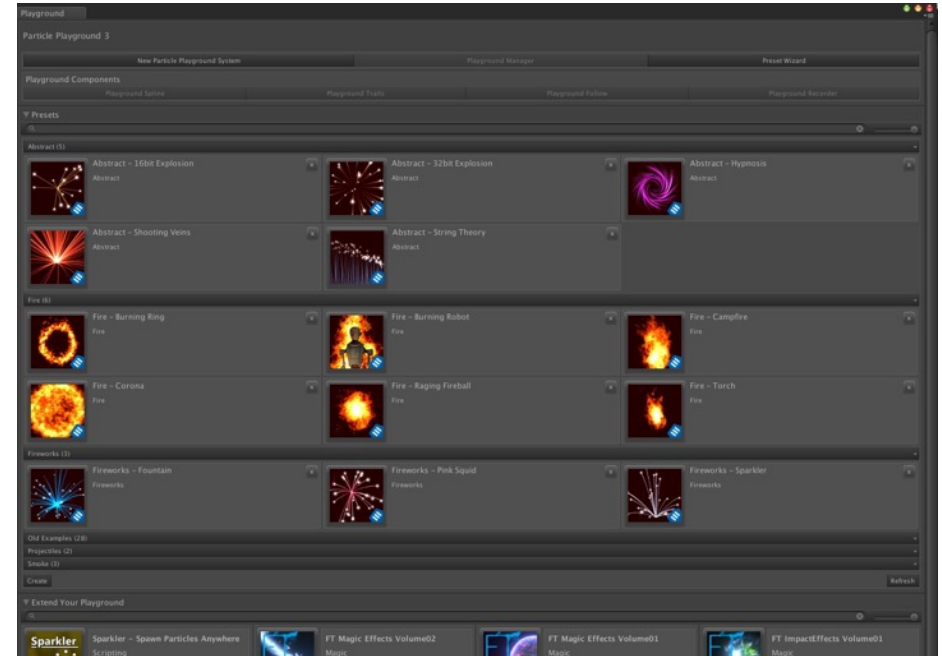 Playground
Particle Playground 3
New Particle Playground System
Playground Manager
Preset Wizard
Playground Components
Playground Spline
Playground Trails
Playground Follow
Playground Recorder
Presets
Abstract (5)
Abstract - 16bit Explosion
Abstract
Abstract - 32bit Explosion
Abstract
Abstract - Hypnosis
Abstract
Abstract - Shooting Veins
Abstract
Abstract - String Theory
Abstract
Fire (6)
Fire - Burning Ring
Fire
Fire - Burning Robot
Fire
Fire - Campfire
Fire
Fire - Corona
Fire
Fire - Raging Fireball
Fire
Fire - Torch
Fire
Fireworks (3)
Fireworks - Fountain
Fireworks
Fireworks - Pink Squid
Fireworks
Fireworks - Sparkler
Fireworks
Old Examples (28)
Projectiles (2)
Smoke (3)
Create
Refresh
Extend Your Playground
Sparkler
Sparkler - Spawn Particles Anywhere
Scripting
FT Magic Effects Volume02
Magic
FT Magic Effects Volume01
Magic
FT ImpactEffects Volume01
Magic